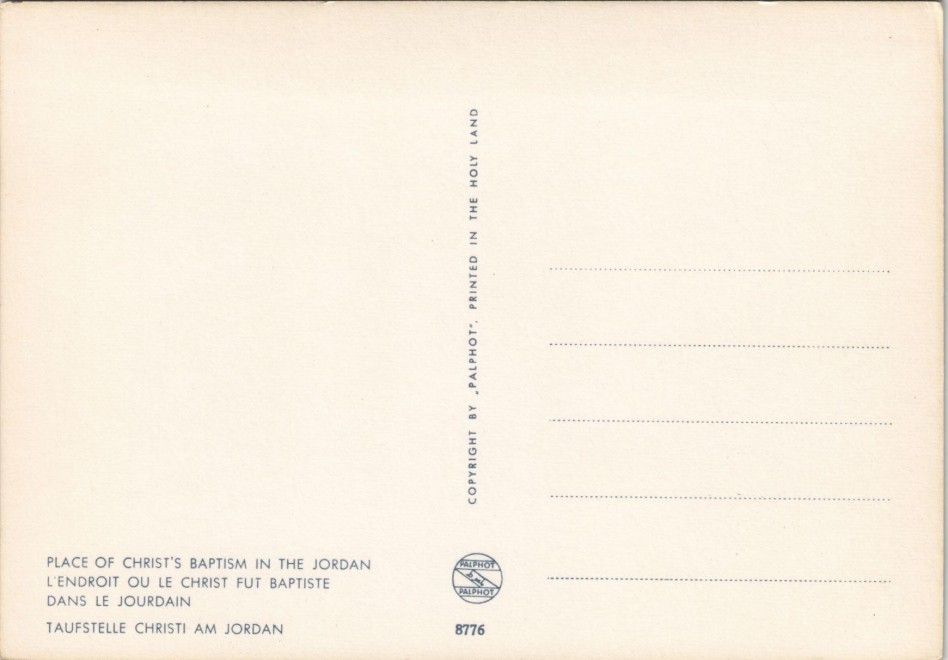 PLACE OF CHRIST'S BAPTISM IN THE JORDAN
L'ENDROIT OU LE CHRIST FUT BAPTISTE
DANS LE JOURDAIN
TAUFSTELLE CHRISTI AM JORDAN
COPYRIGHT BY „PALPHOT“. PRINTED IN THE HOLY LAND
PALPHOT
PALPHOT
8776